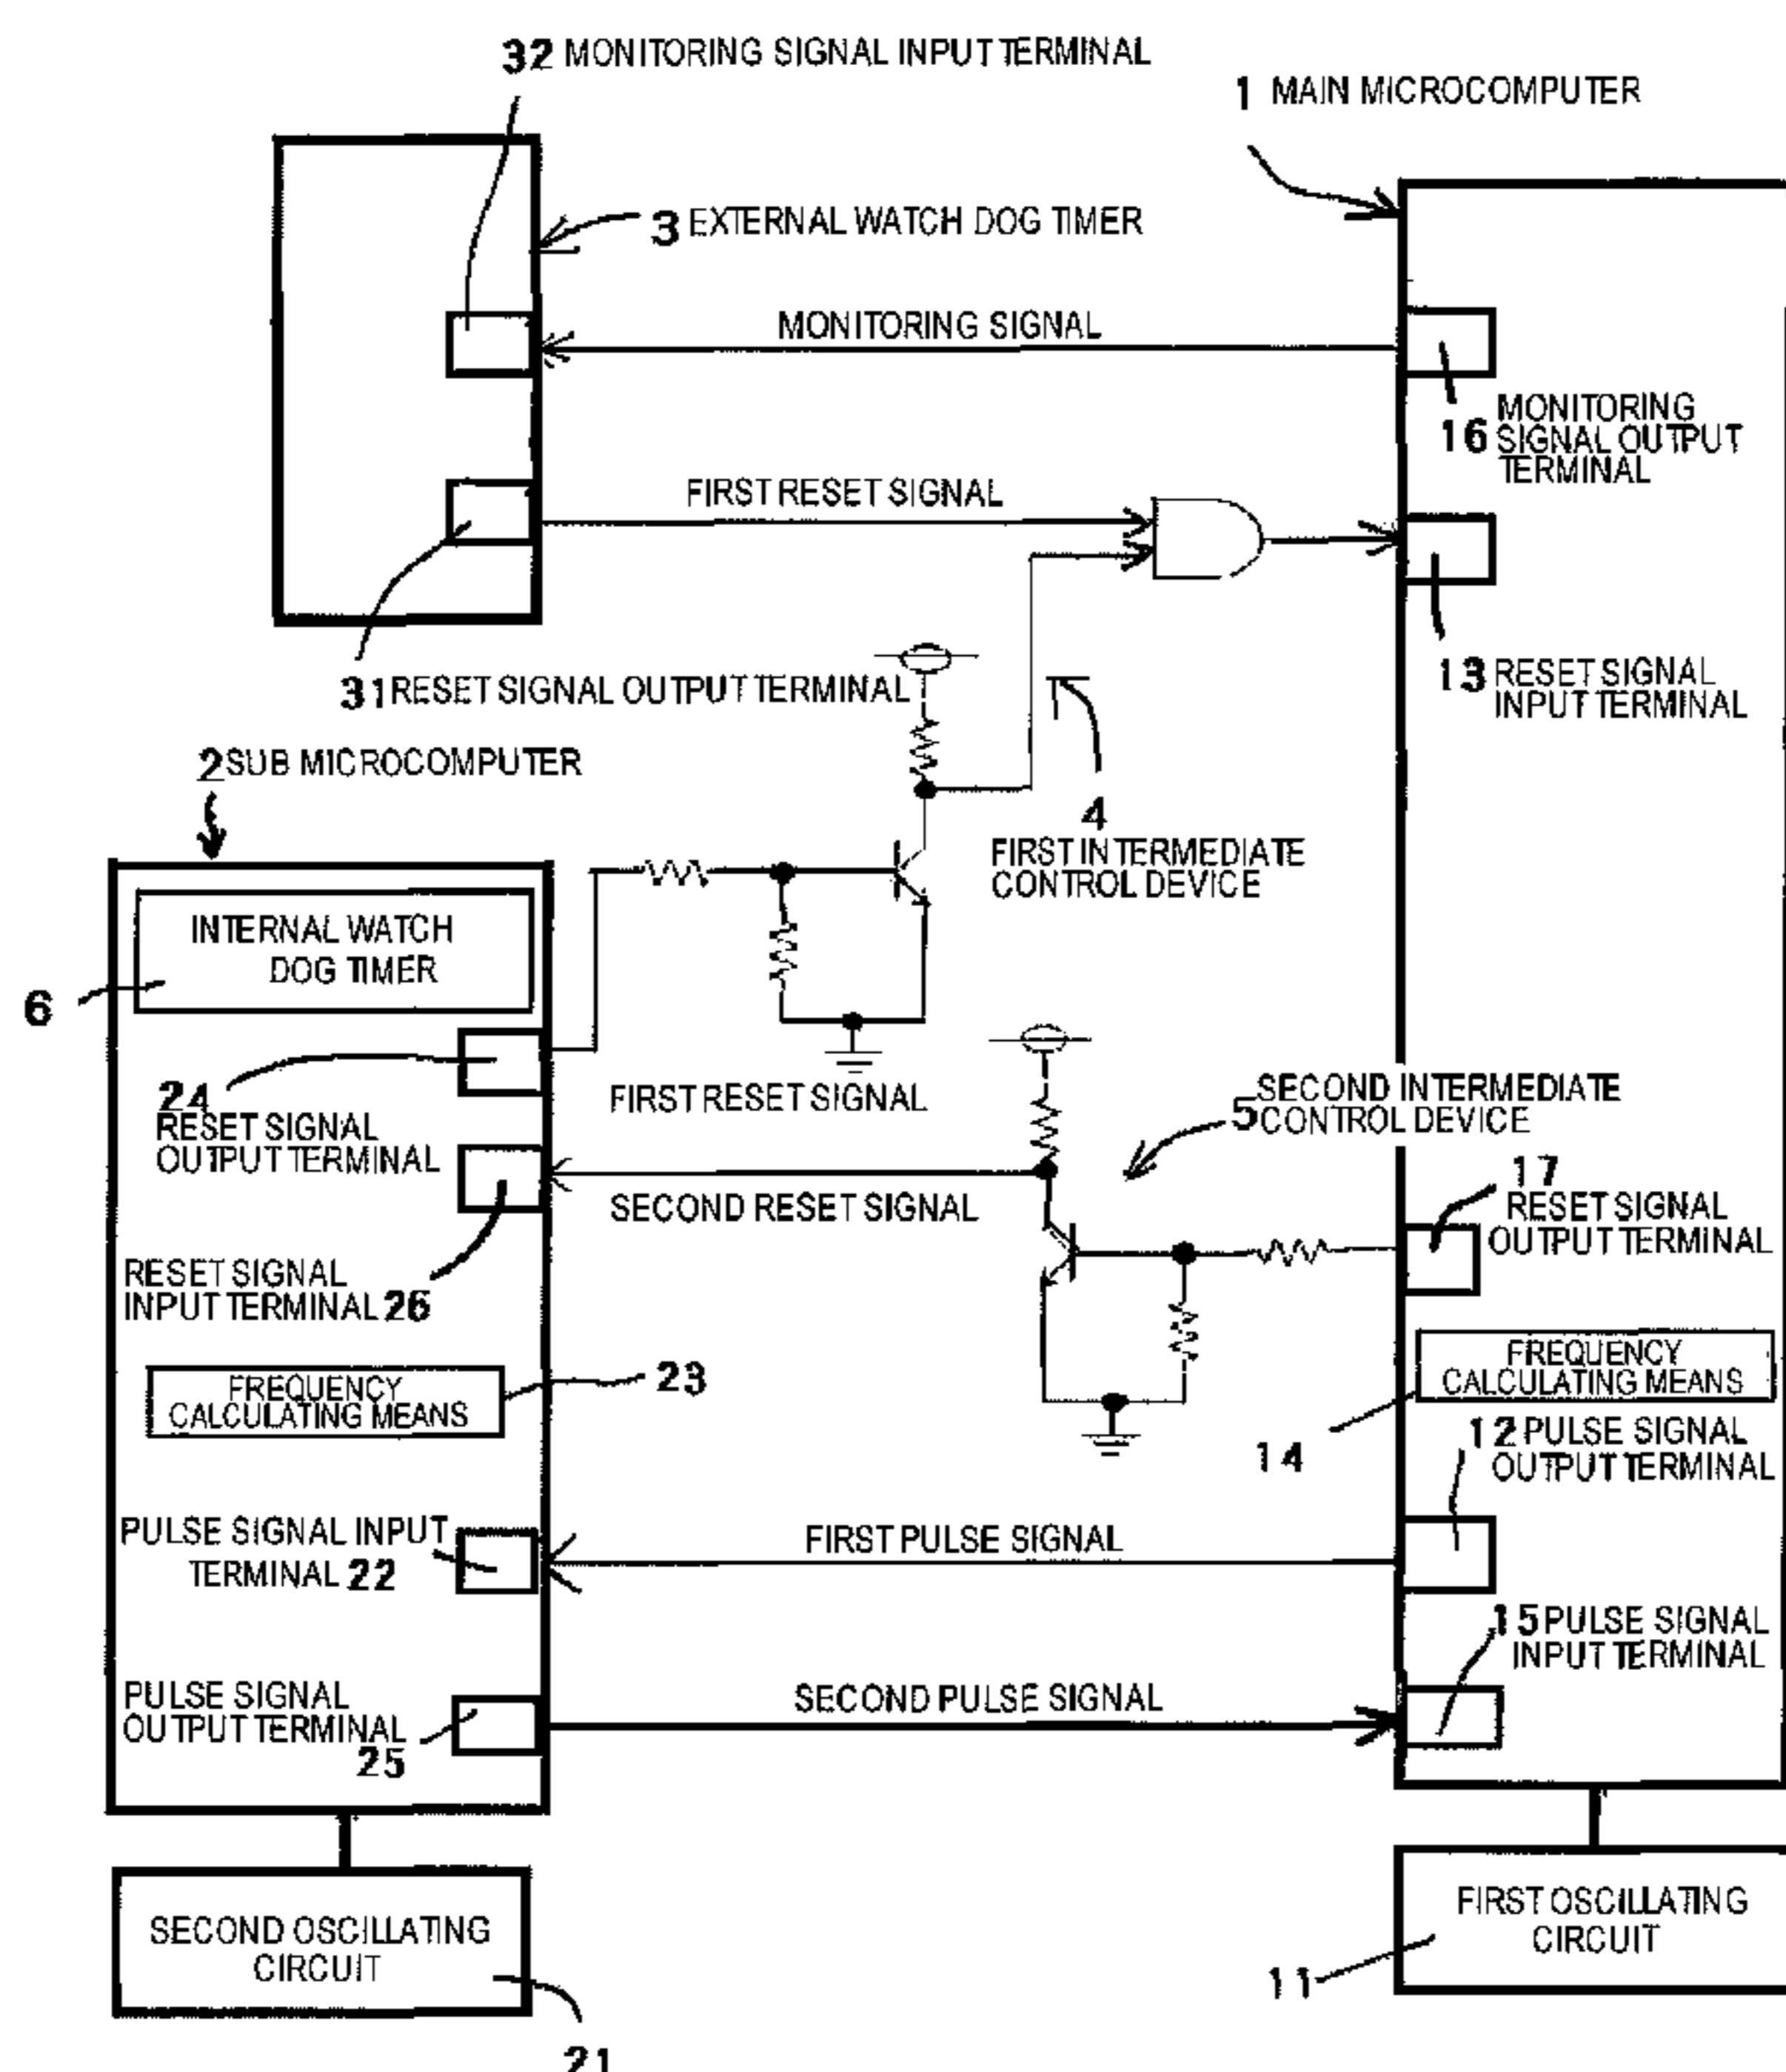 32 MONITORING SIGNAL INPUT TERMINAL
1 MAIN MICROCOMPUTER
3 EXTERNAL WATCH DOG TIMER
MONITORING SIGNAL
16 MONITORING
SIGNAL OUTPUT
TERMINAL
FIRST RESET SIGNAL
13 RESET SIGNAL
INPUT TERMINAL
31 RESET SIGNAL OUTPUT TERMINAL
2 SUB MICROCOMPUTER
4
FIRST INTERMEDIATE
CONTROL DEVICE
INTERNAL WATCH
DOG TIMER
6
24
RESET SIGNAL
OUTPUT TERMINAL
FIRST RESET SIGNAL
5 SECOND INTERMEDIATE
CONTROL DEVICE
SECOND RESET SIGNAL
17
RESET SIGNAL
OUTPUT TERMINAL
RESET SIGNAL
INPUT TERMINAL 26
FREQUENCY
CALCULATING MEANS
23
FREQUENCY
CALCULATING MEANS
14
12 PULSE SIGNAL
OUTPUT TERMINAL
PULSE SIGNAL INPUT
TERMINAL 22
FIRST PULSE SIGNAL
15 PULSE SIGNAL
INPUT TERMINAL
PULSE SIGNAL
OUTPUT TERMINAL
25
SECOND PULSE SIGNAL
SECOND OSCILLATING
CIRCUIT
21
FIRST OSCILLATING
CIRCUIT
11